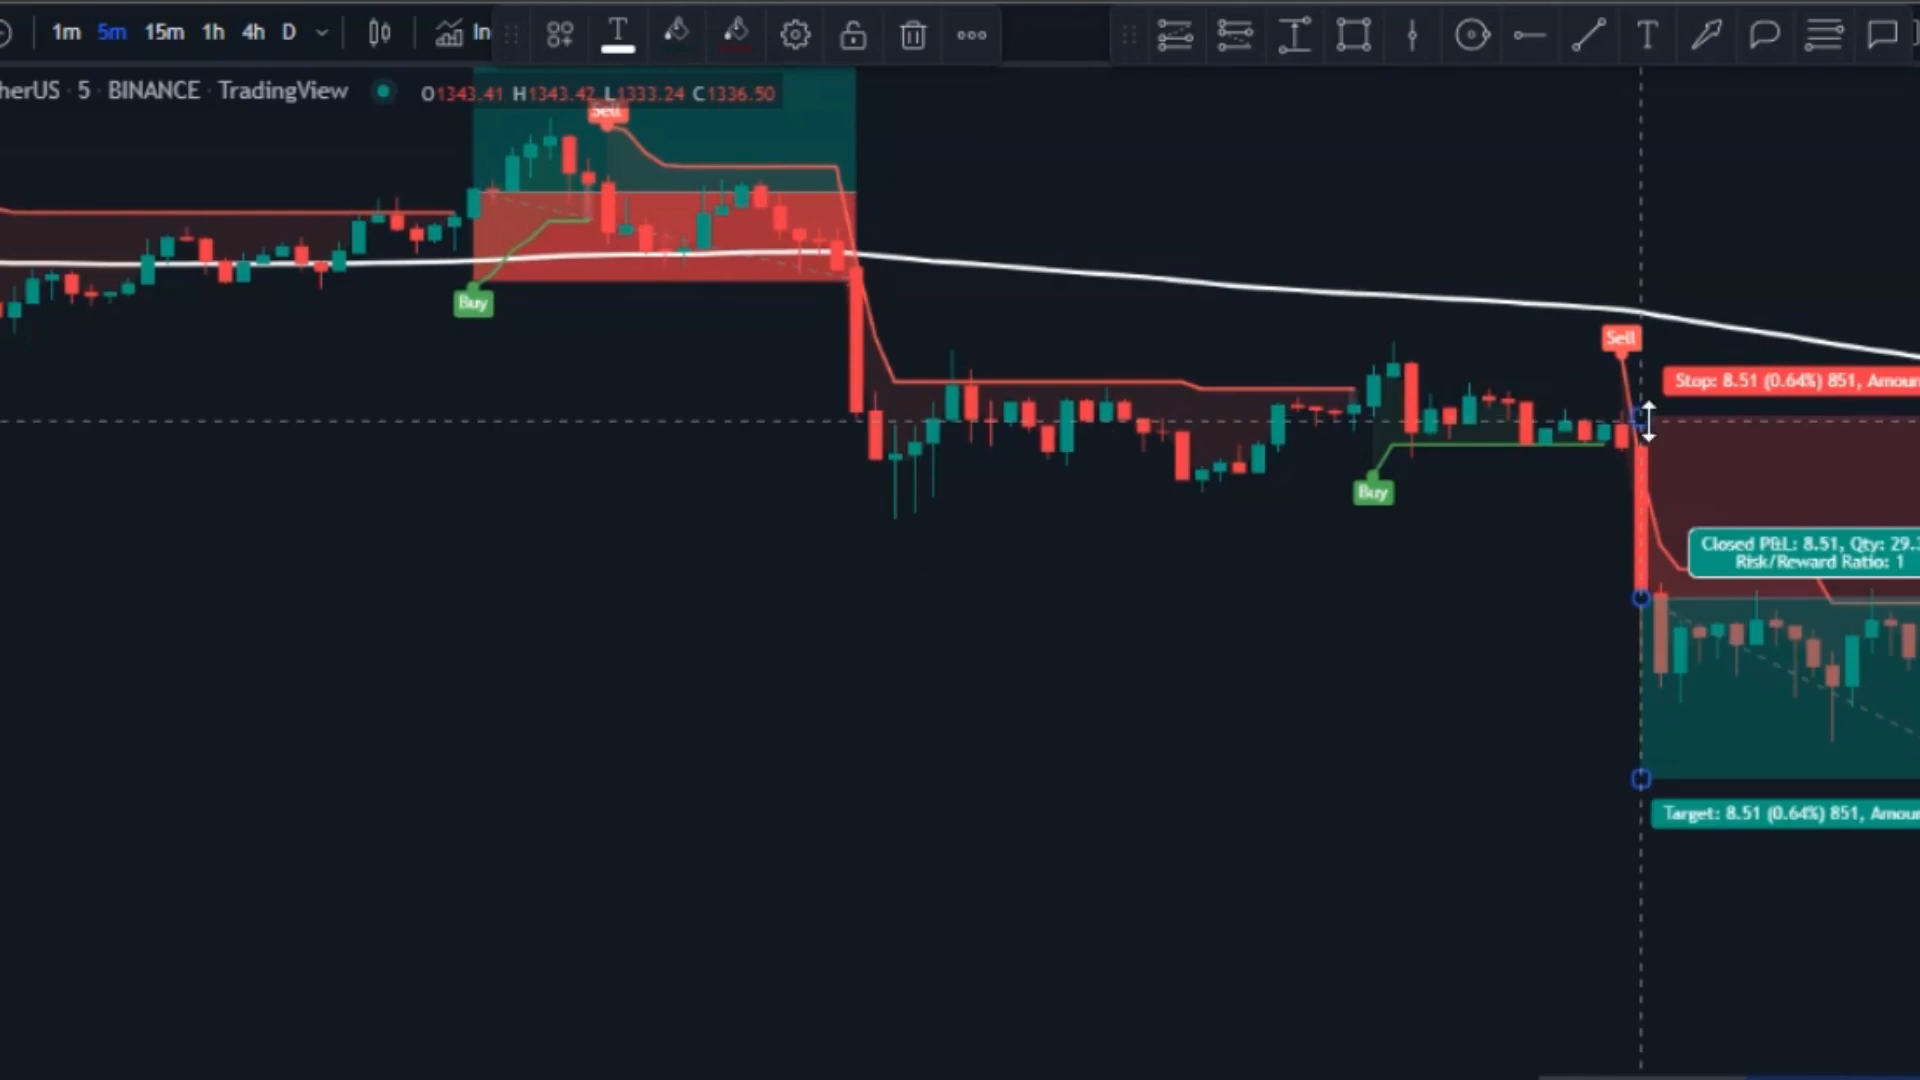 1m 5m 15m 1h 4h D In T T
herUS · 5 · BINANCE · TradingView O1343.41 H1343.42 L1333.24 C1336.50
Sell
Buy
Sell
Stop: 8.51 (0.64%) 851, Amoun
Buy
Closed P&L: 8.51, Qty: 29.3
Risk/Reward Ratio: 1
Target: 8.51 (0.64%) 851, Amoun